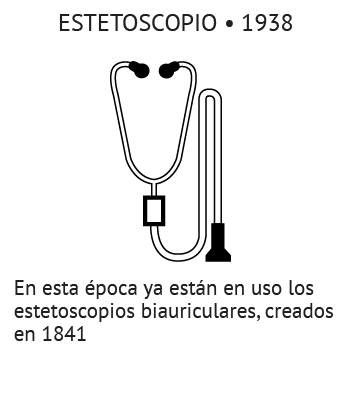 ESTETOSCOPIO • 1938
En esta época ya están en uso los
estetoscopios biauriculares, creados
en 1841